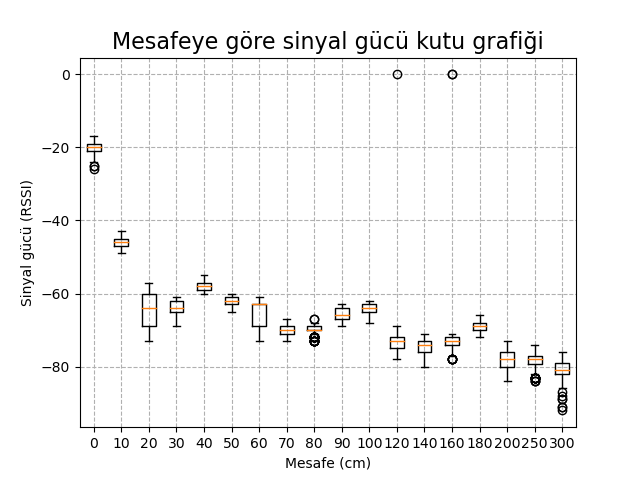 Mesafeye göre sinyal gücü kutu grafiği
Sinyal gücü (RSSI)
0
−20
−40
−60
−80
0 10 20 30 40 50 60 70 80 90 100 120 140 160 180 200 250 300
Mesafe (cm)